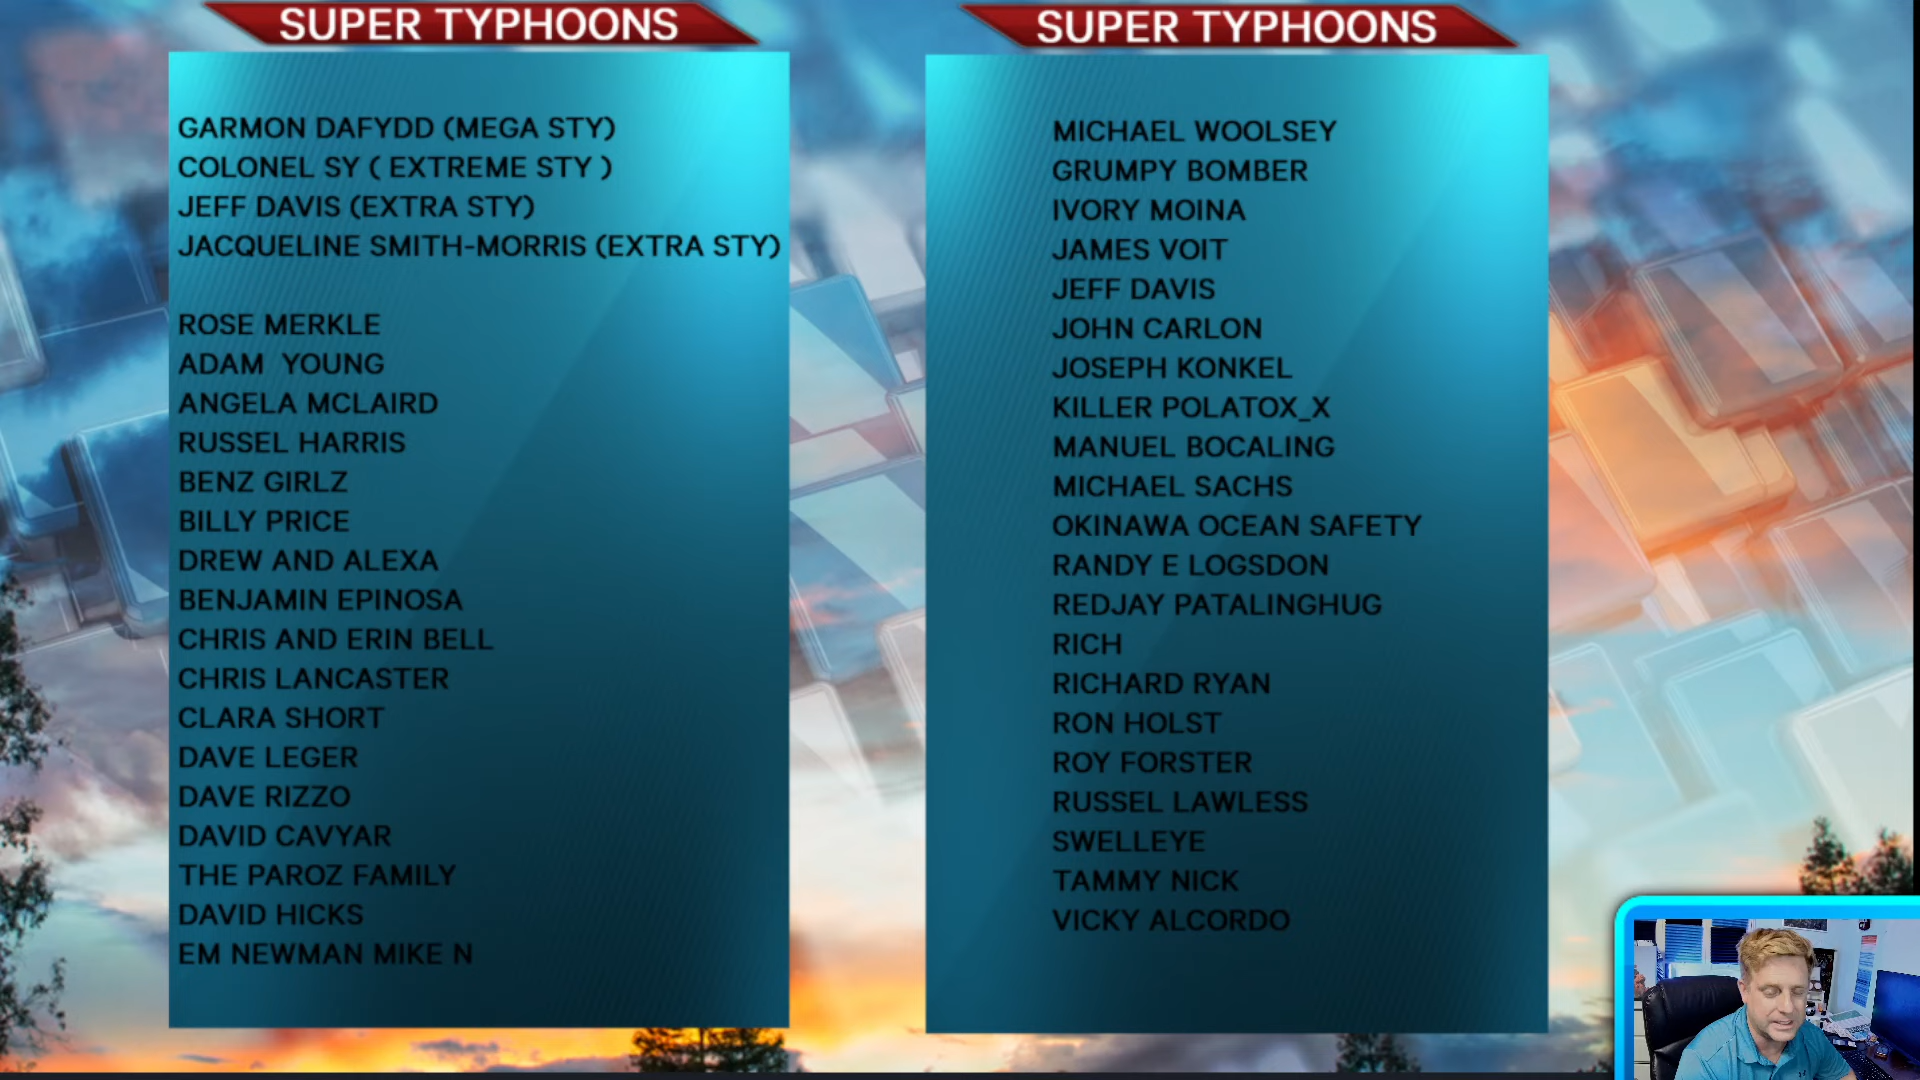 SUPER TYPHOONS
GARMON DAFYDD (MEGA STY)
COLONEL SY ( EXTREME STY )
JEFF DAVIS (EXTRA STY)
JACQUELINE SMITH-MORRIS (EXTRA STY)
ROSE MERKLE
ADAM  YOUNG
ANGELA MCLAIRD
RUSSEL HARRIS
BENZ GIRLZ
BILLY PRICE
DREW AND ALEXA
BENJAMIN EPINOSA
CHRIS AND ERIN BELL
CHRIS LANCASTER
CLARA SHORT
DAVE LEGER
DAVE RIZZO
DAVID CAVYAR
THE PAROZ FAMILY
DAVID HICKS
EM NEWMAN MIKE N
SUPER TYPHOONS
MICHAEL WOOLSEY
GRUMPY BOMBER
IVORY MOINA
JAMES VOIT
JEFF DAVIS
JOHN CARLON
JOSEPH KONKEL
KILLER POLATOX_X
MANUEL BOCALING
MICHAEL SACHS
OKINAWA OCEAN SAFETY
RANDY E LOGSDON
REDJAY PATALINGHUG
RICH
RICHARD RYAN
RON HOLST
ROY FORSTER
RUSSEL LAWLESS
SWELLEYE
TAMMY NICK
VICKY ALCORDO